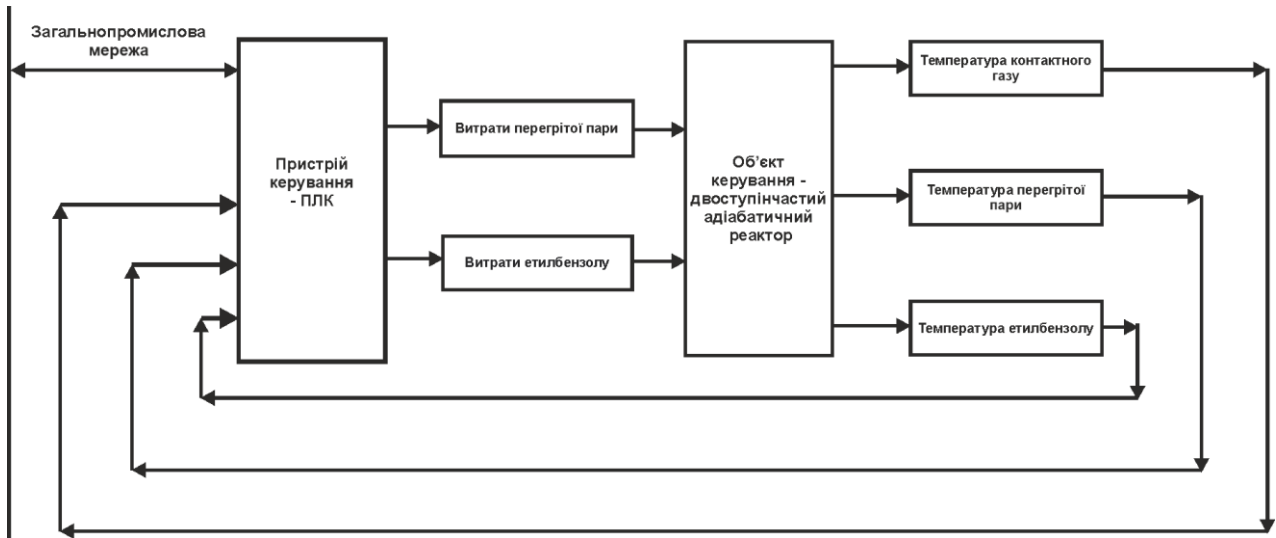 Загальнопромислова
мережа
Пристрій
керування
- ПЛК
Витрати перегрітої пари
Витрати етилбензолу
Об’єкт
керування -
двоступінчастий
адіабатичний
реактор
Температура контактного
газу
Температура перегрітої
пари
Температура етилбензолу